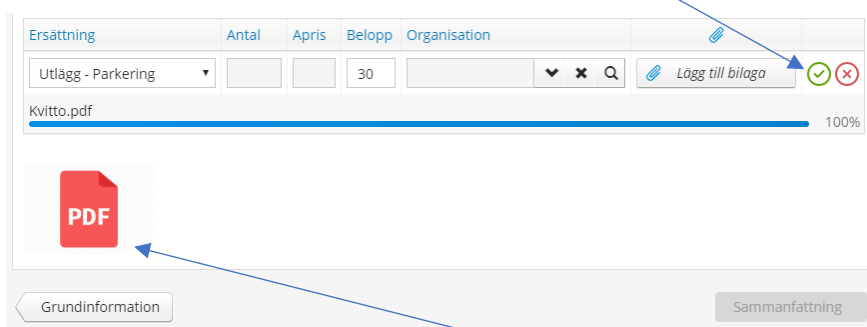 Ersättning Antal Apris Belopp Organisation
Utlägg - Parkering 30 Lägg till bilaga
Kvitto.pdf
100%
PDF
Grundinformation Sammanfattning